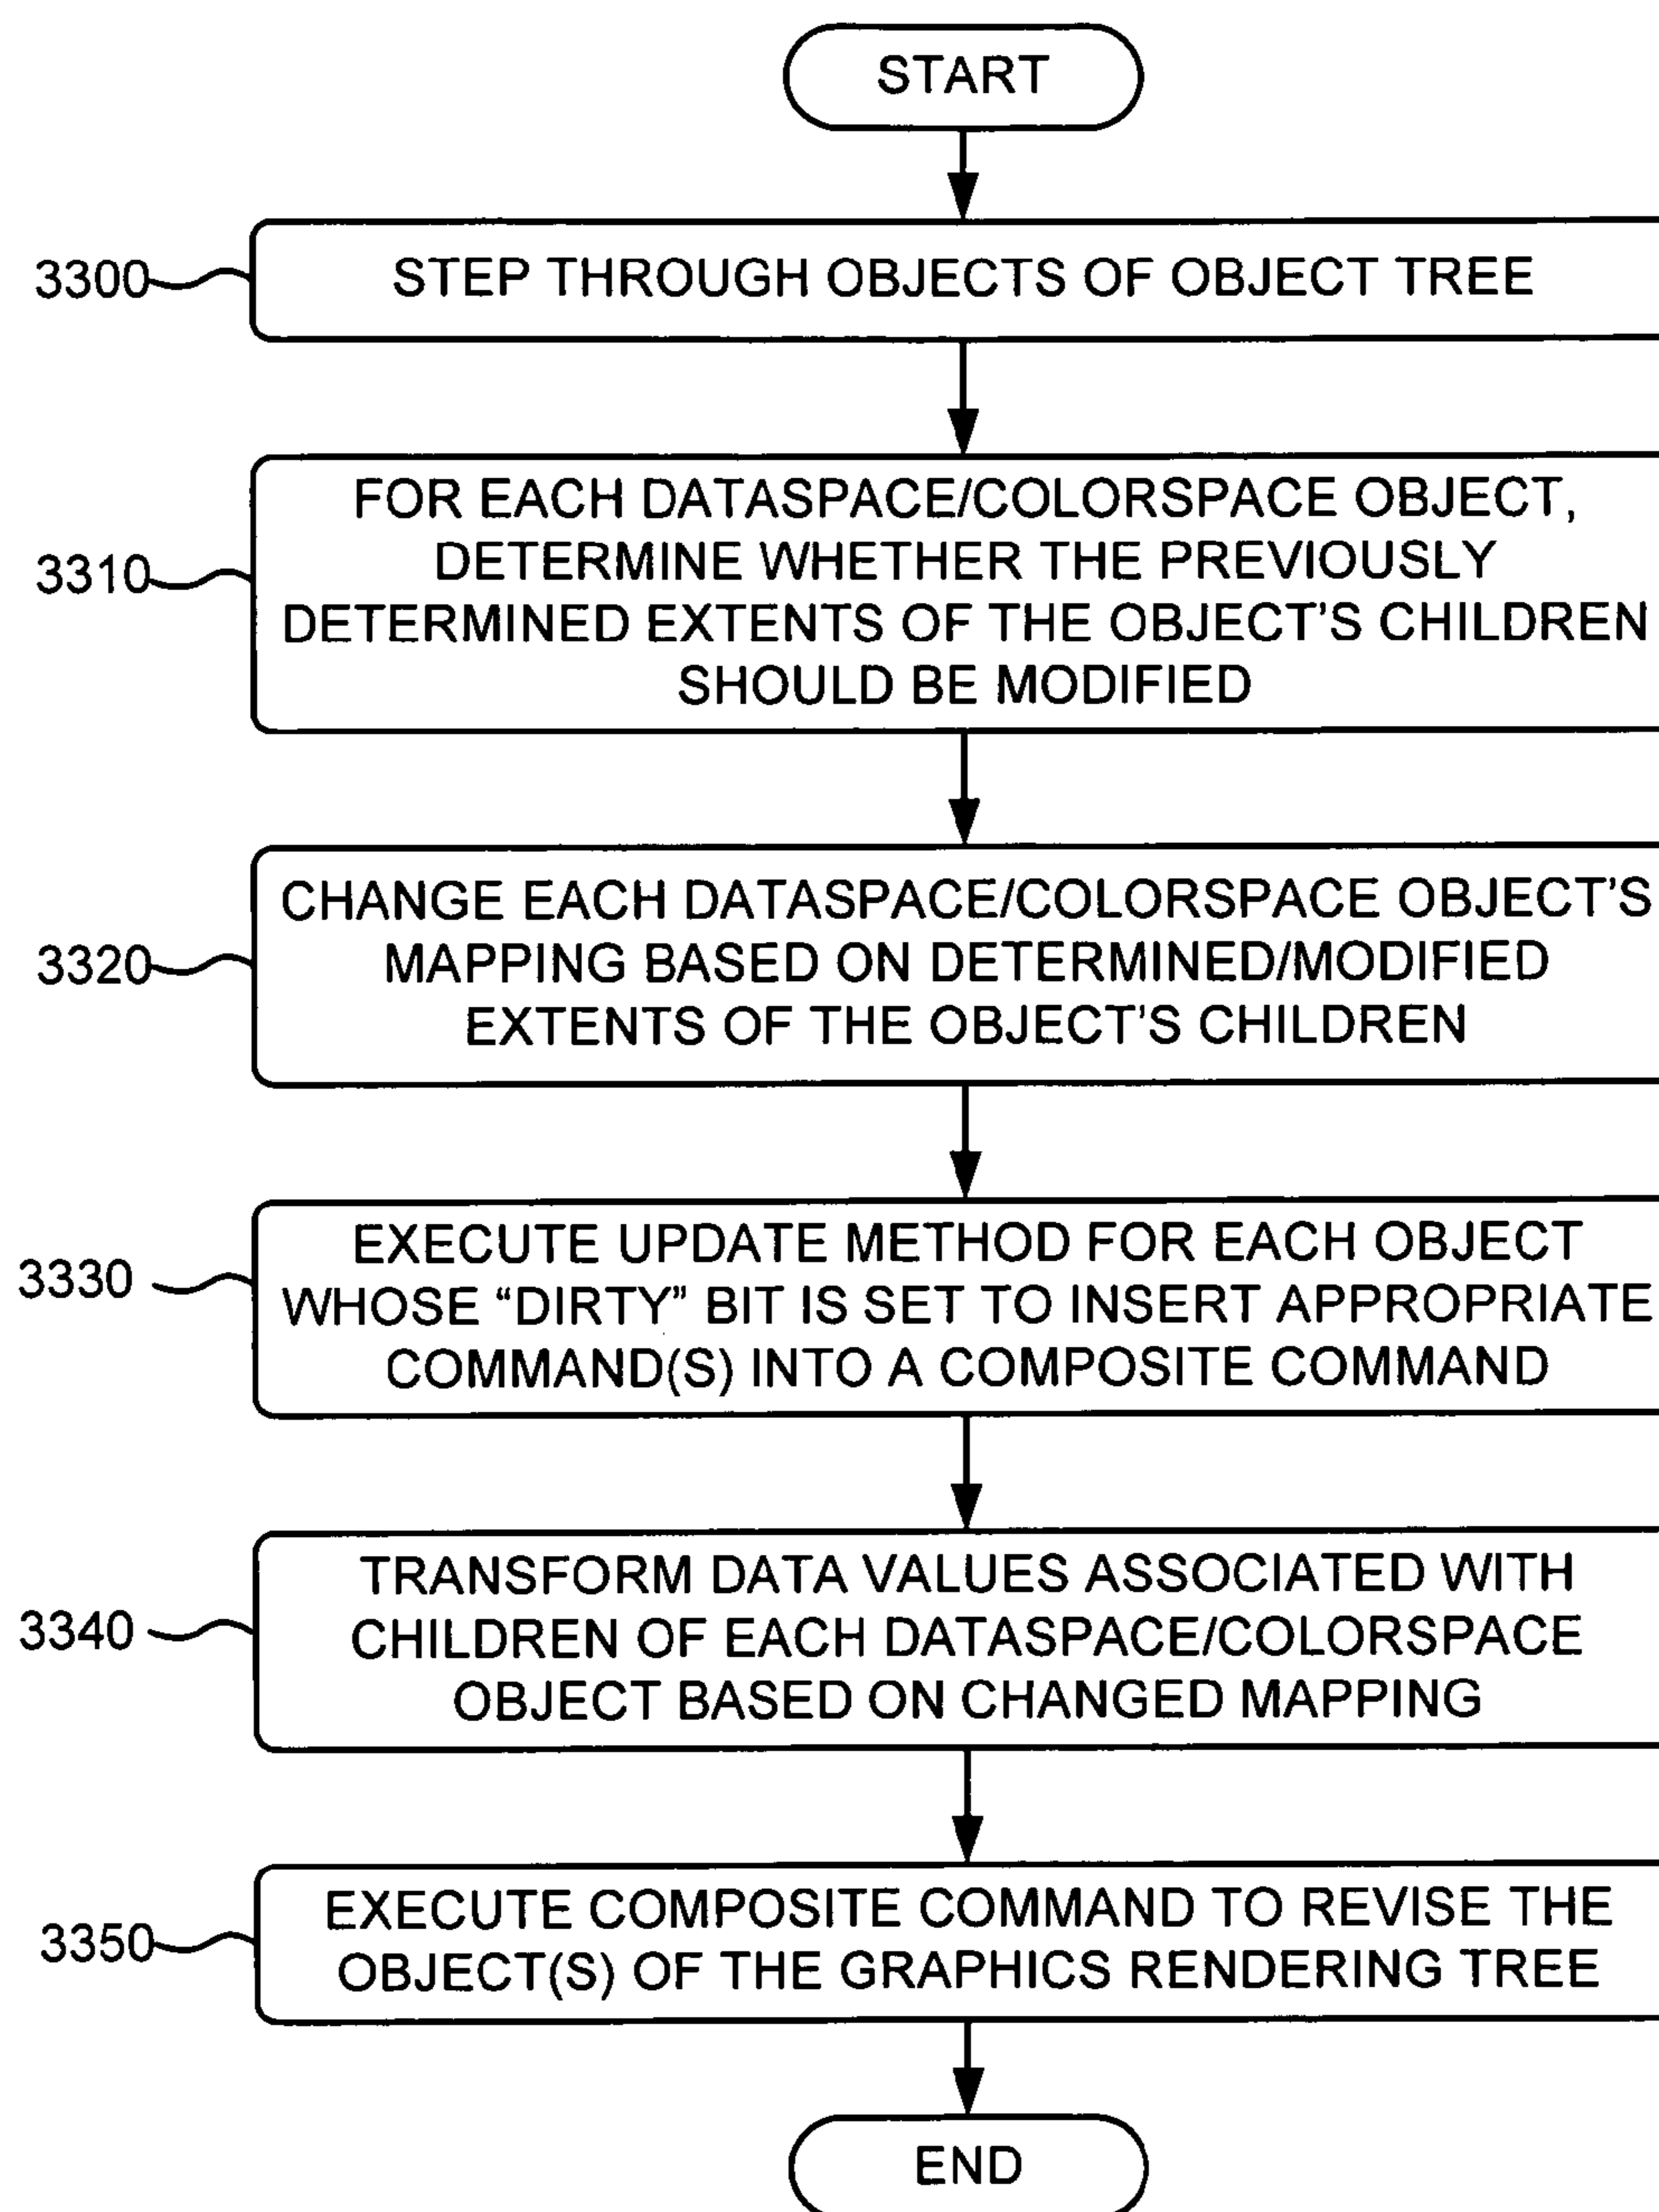 START
3300
STEP THROUGH OBJECTS OF OBJECT TREE
3310
FOR EACH DATASPACE/COLORSPACE OBJECT,
DETERMINE WHETHER THE PREVIOUSLY
DETERMINED EXTENTS OF THE OBJECT'S CHILDREN
SHOULD BE MODIFIED
3320
CHANGE EACH DATASPACE/COLORSPACE OBJECT'S
MAPPING BASED ON DETERMINED/MODIFIED
EXTENTS OF THE OBJECT'S CHILDREN
3330
EXECUTE UPDATE METHOD FOR EACH OBJECT
WHOSE “DIRTY” BIT IS SET TO INSERT APPROPRIATE
COMMAND(S) INTO A COMPOSITE COMMAND
3340
TRANSFORM DATA VALUES ASSOCIATED WITH
CHILDREN OF EACH DATASPACE/COLORSPACE
OBJECT BASED ON CHANGED MAPPING
3350
EXECUTE COMPOSITE COMMAND TO REVISE THE
OBJECT(S) OF THE GRAPHICS RENDERING TREE
END